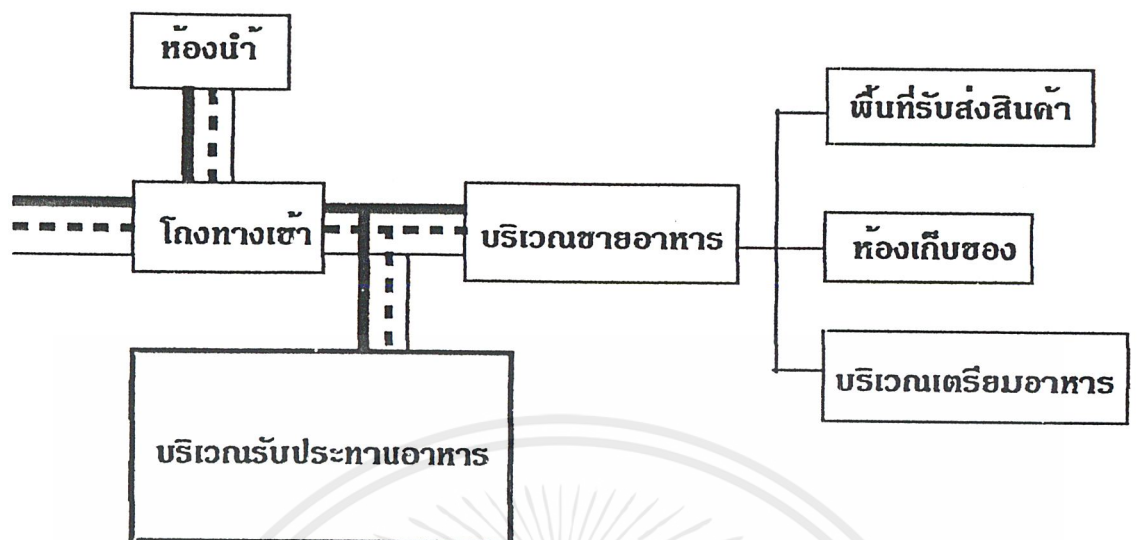 ห้องน้ำ
พื้นที่รับส่งสินค้า
โถงทางเข้า
บริเวณขายอาหาร
ห้องเก็บของ
บริเวณเตรียมอาหาร
บริเวณรับประทานอาหาร